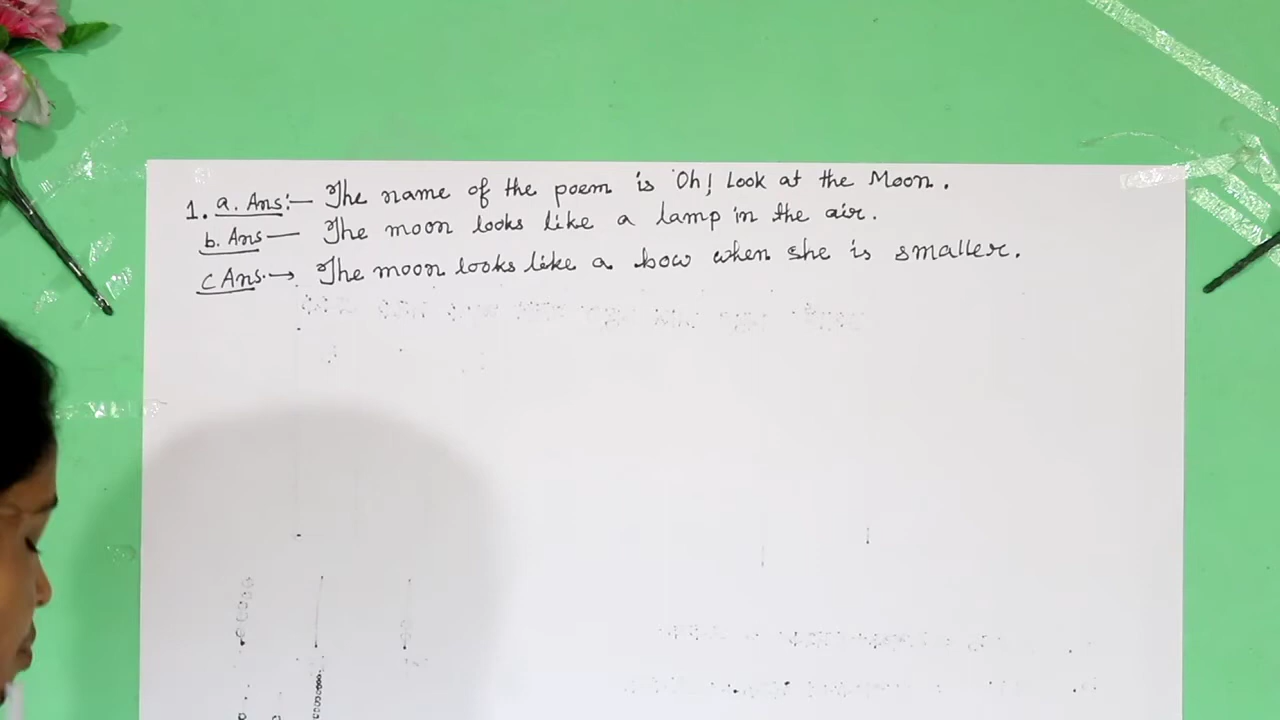 1. a. Ans:— The name of the poem is 'Oh! Look at the Moon.
b. Ans — The moon looks like a lamp in the air.
c Ans.→ The moon looks like a bow when she is smaller.